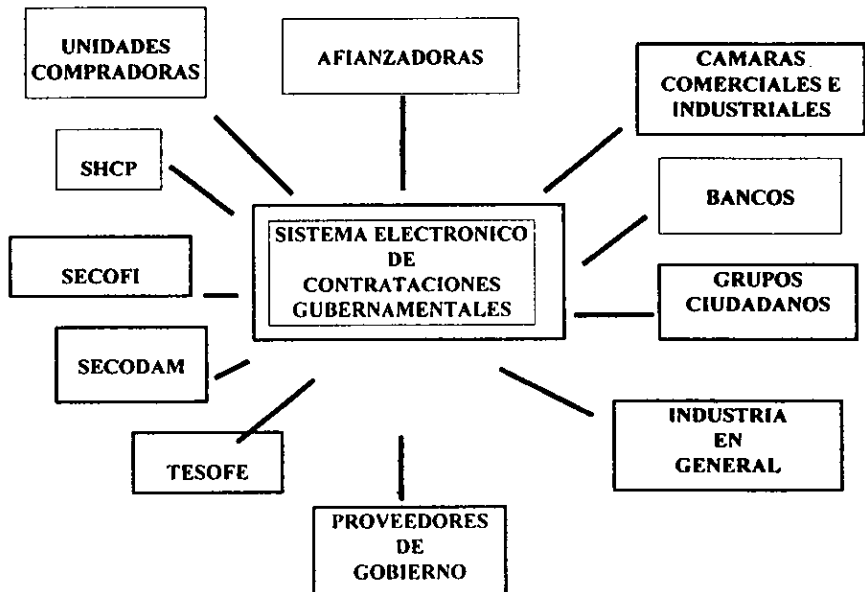 UNIDADES
COMPRADORAS
AFIANZADORAS
CAMARAS
COMERCIALES E
INDUSTRIALES
SHCP
BANCOS
SISTEMA ELECTRONICO
DE
CONTRATACIONES
GUBERNAMENTALES
SECOFI
GRUPOS
CIUDADANOS
SECODAM
INDUSTRIA
EN
GENERAL
TESOFE
PROVEEDORES
DE
GOBIERNO